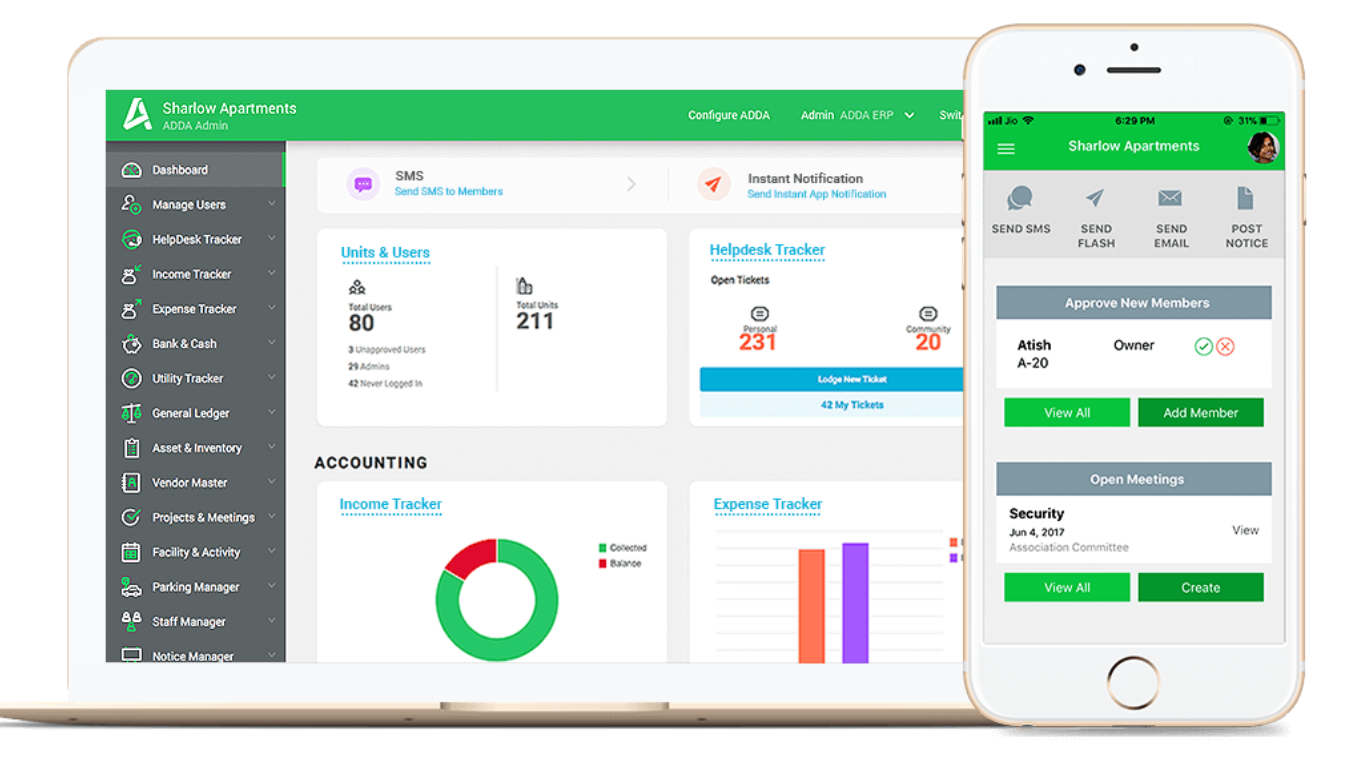 Sharlow Apartments
ADDA Admin
Configure ADDA
Admin ADDA ERP
Dashboard
Manage Users
HelpDesk Tracker
Income Tracker
Expense Tracker
Bank & Cash
Utility Tracker
General Ledger
Asset & Inventory
Vendor Master
Projects & Meetings
Facility & Activity
Parking Manager
Staff Manager
Notice Manager
SMS
Send SMS to Members
Instant Notification
Send Instant App Notification
Units & Users
Total Users
80
3 Unapproved Users
29 Admins
42 Never Logged In
Total Units
211
Helpdesk Tracker
Open Tickets
Personal
231
Community
20
Lodge New Ticket
42 My Tickets
ACCOUNTING
Income Tracker
Collected
Balance
Expense Tracker
Jio 6:29 PM 31%
Sharlow Apartments
SEND SMS
SEND
FLASH
SEND
EMAIL
POST
NOTICE
Approve New Members
Atish Owner
A-20
View All Add Member
Open Meetings
Security
Jun 4, 2017 View
Association Committee
View All Create